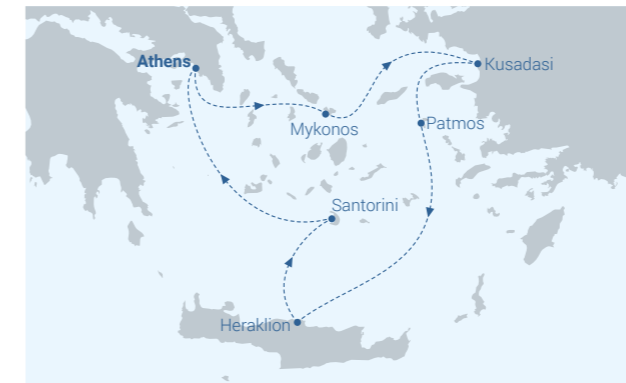 Athens
Kusadasi
Mykonos
Patmos
Santorini
Heraklion